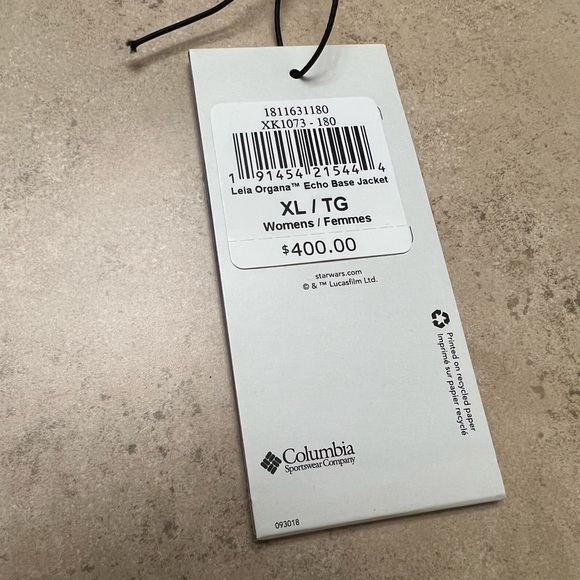 1811631180
XK1073 - 180
1 91454 21544 4
Leia Organa™ Echo Base Jacket
XL / TG
Womens / Femmes
$400.00
starwars.com
© & ™ Lucasfilm Ltd.
Printed on recycled paper
Imprimé sur papier recyclé
Columbia
Sportswear Company
093018